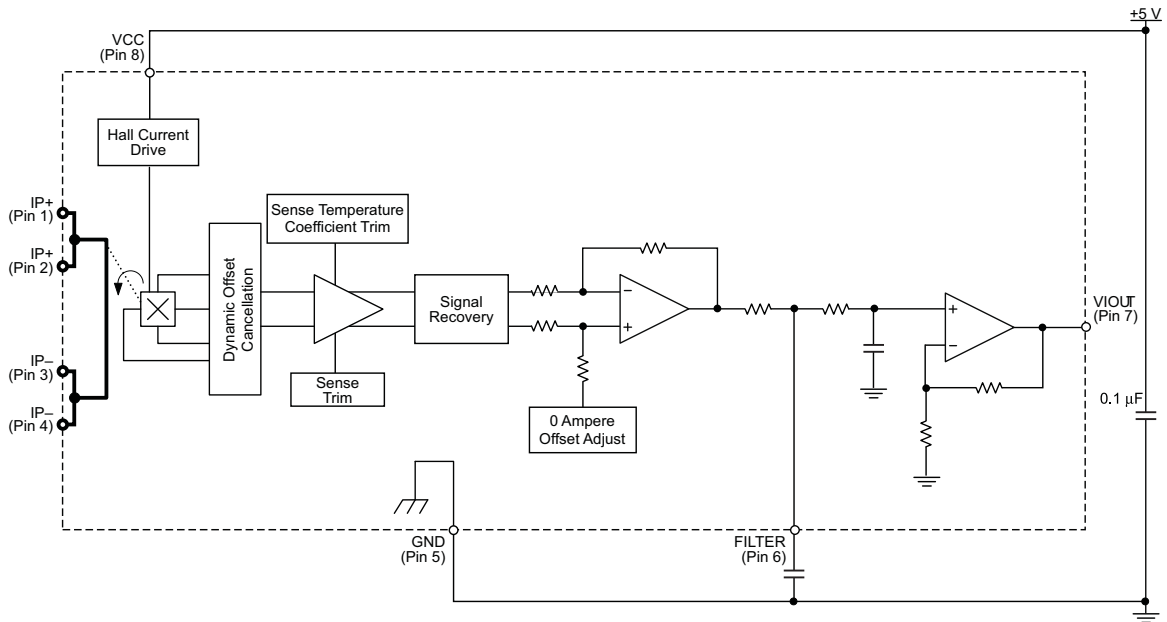 +5 V
VCC
(Pin 8)
Hall Current
Drive
IP+
(Pin 1)
IP+
(Pin 2)
IP−
(Pin 3)
IP−
(Pin 4)
Dynamic Offset
Cancellation
Sense Temperature
Coefficient Trim
Sense
Trim
Signal
Recovery
0 Ampere
Offset Adjust
−
+
+
−
VIOUT
(Pin 7)
0.1 μF
GND
(Pin 5)
FILTER
(Pin 6)